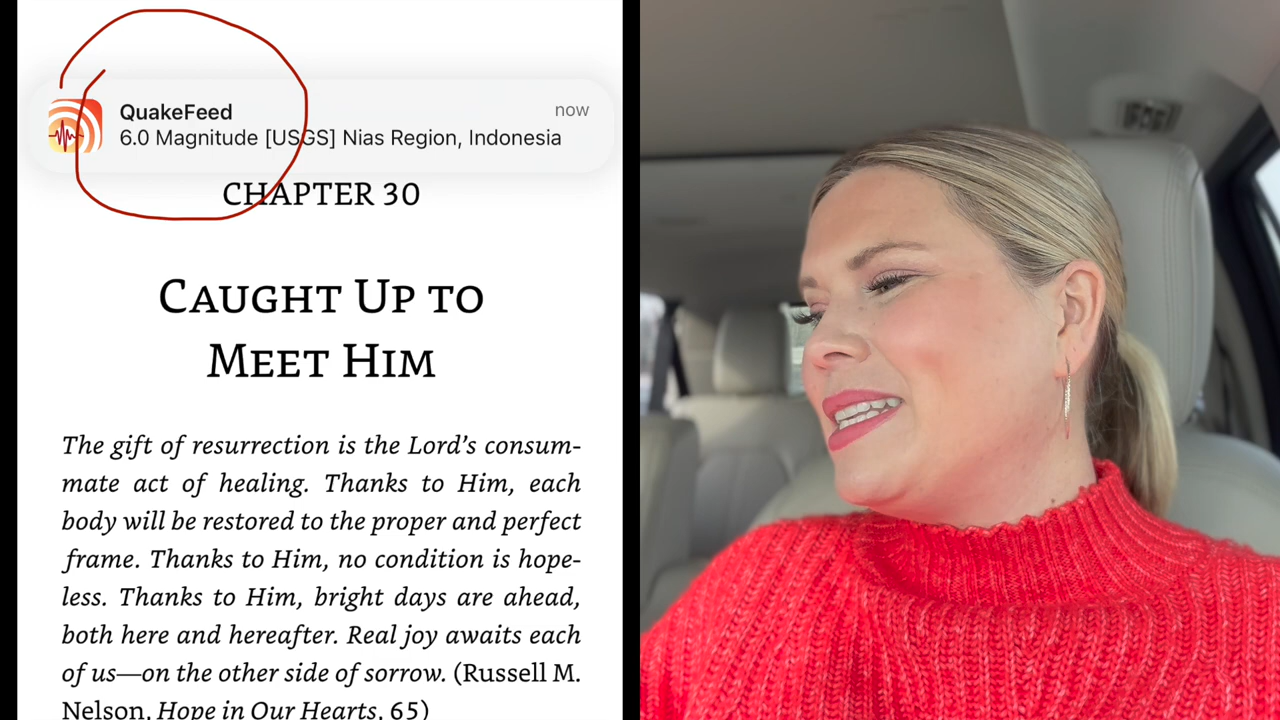 QuakeFeed
now
6.0 Magnitude [USGS] Nias Region, Indonesia
CHAPTER 30
CAUGHT UP TO
MEET HIM
The gift of resurrection is the Lord's consum-
mate act of healing. Thanks to Him, each
body will be restored to the proper and perfect
frame. Thanks to Him, no condition is hope-
less. Thanks to Him, bright days are ahead,
both here and hereafter. Real joy awaits each
of us—on the other side of sorrow. (Russell M.
Nelson, Hope in Our Hearts, 65)